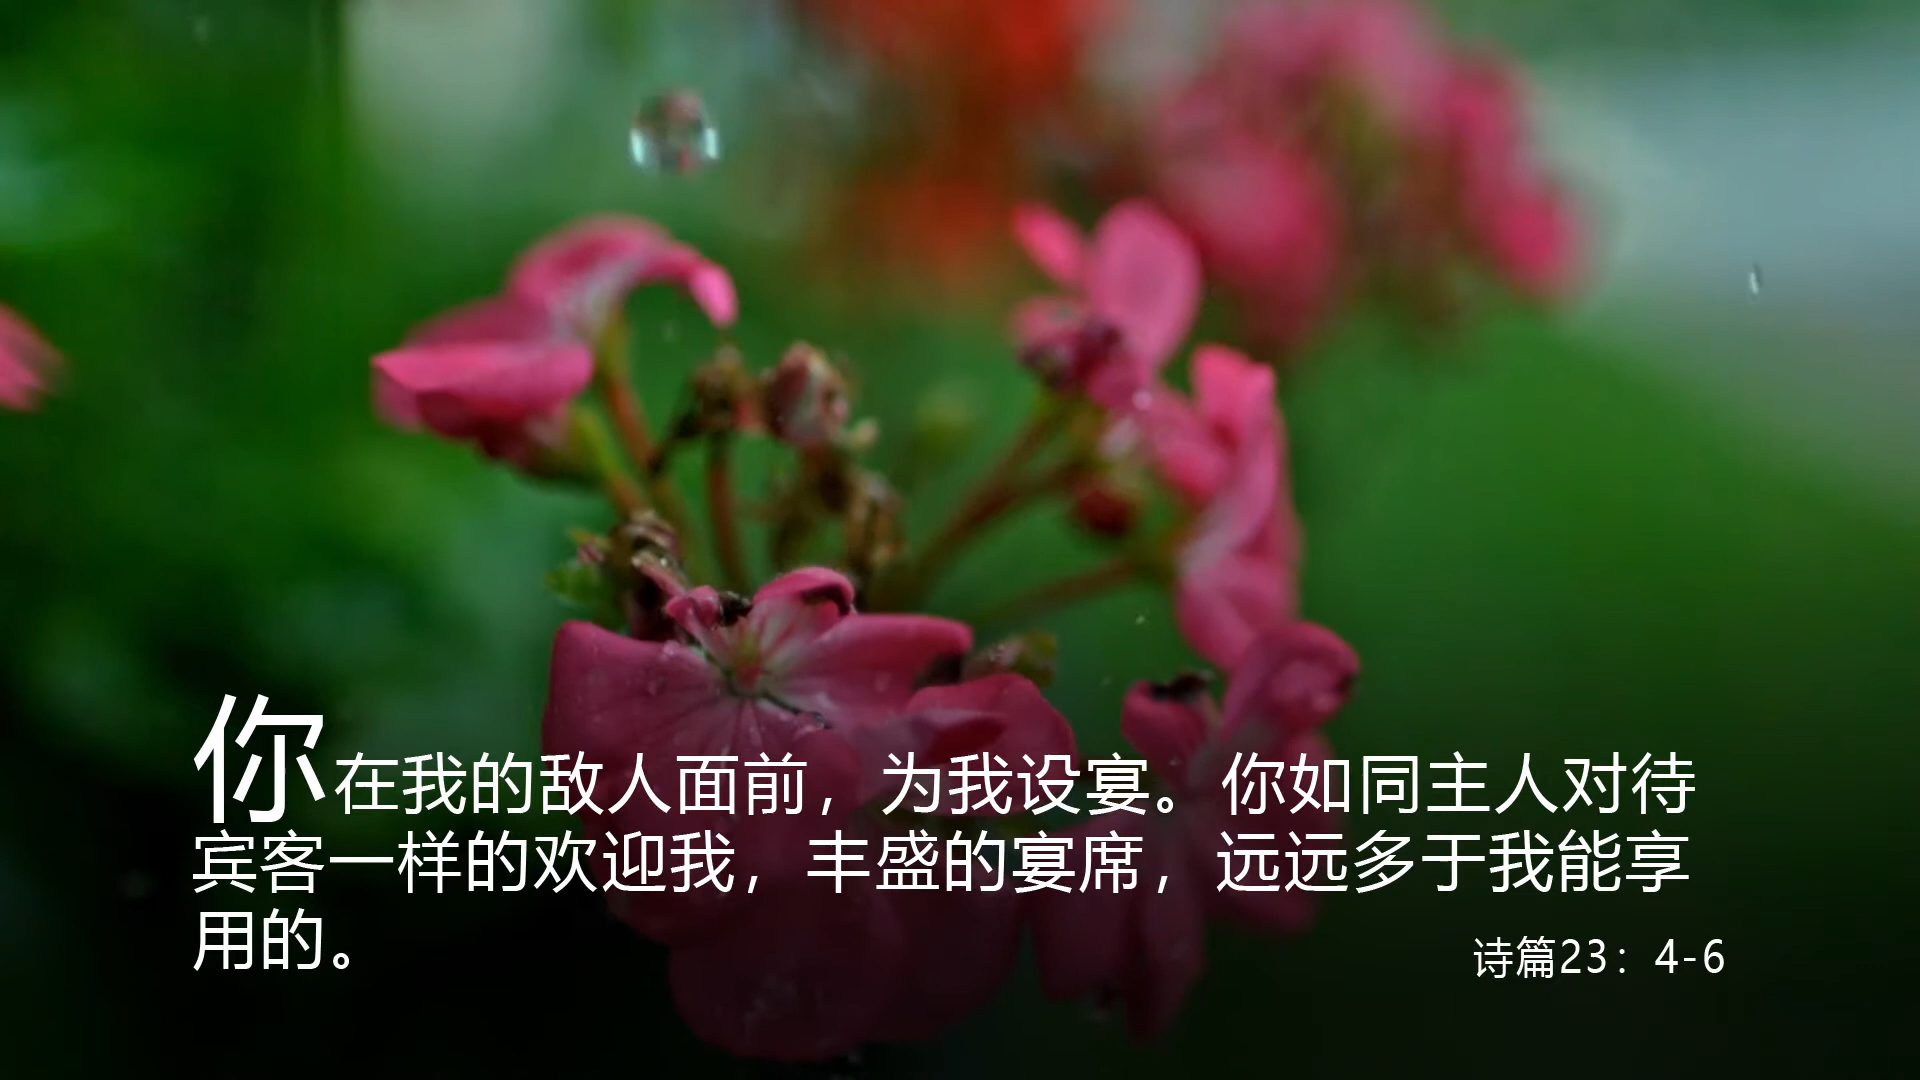 你在我的敌人面前，为我设宴。你如同主人对待
宾客一样的欢迎我，丰盛的宴席，远远多于我能享
用的。
诗篇23：4-6